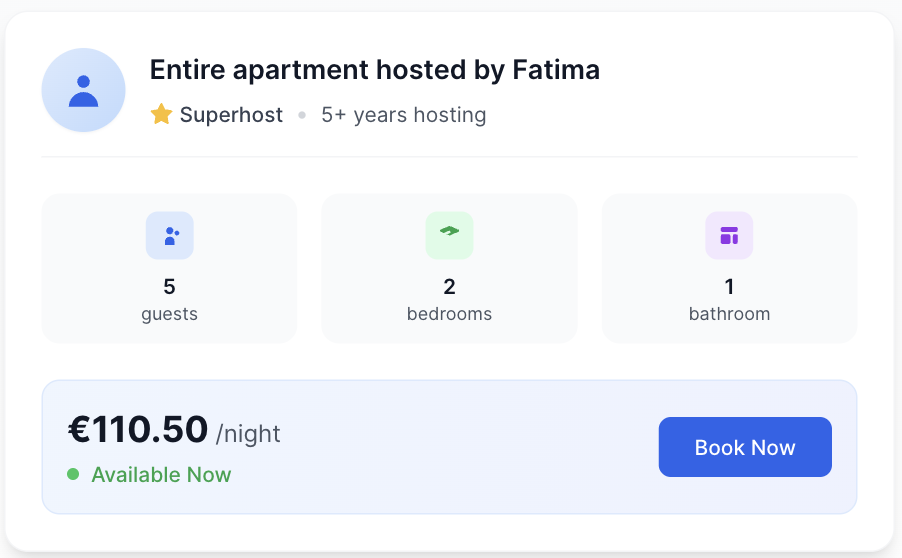 Entire apartment hosted by Fatima
Superhost • 5+ years hosting
5
guests
2
bedrooms
1
bathroom
€110.50 /night
Available Now
Book Now